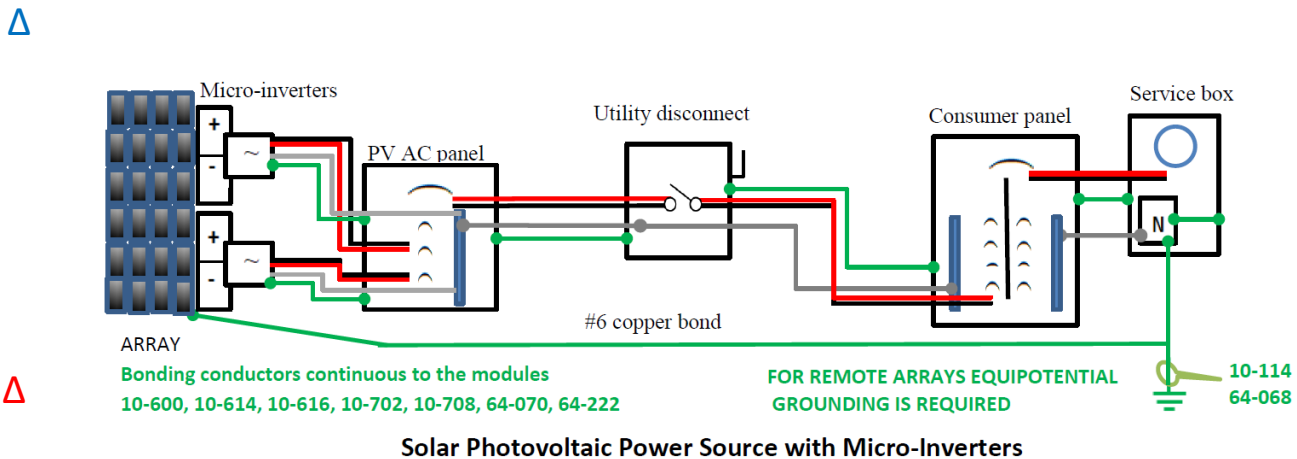 Δ
Micro-inverters
Utility disconnect
Consumer panel
Service box
PV AC panel
+
~
-
+
~
-
N
#6 copper bond
ARRAY
Bonding conductors continuous to the modules
10-600, 10-614, 10-616, 10-702, 10-708, 64-070, 64-222
FOR REMOTE ARRAYS EQUIPOTENTIAL
GROUNDING IS REQUIRED
10-114
64-068
Δ
Solar Photovoltaic Power Source with Micro-Inverters